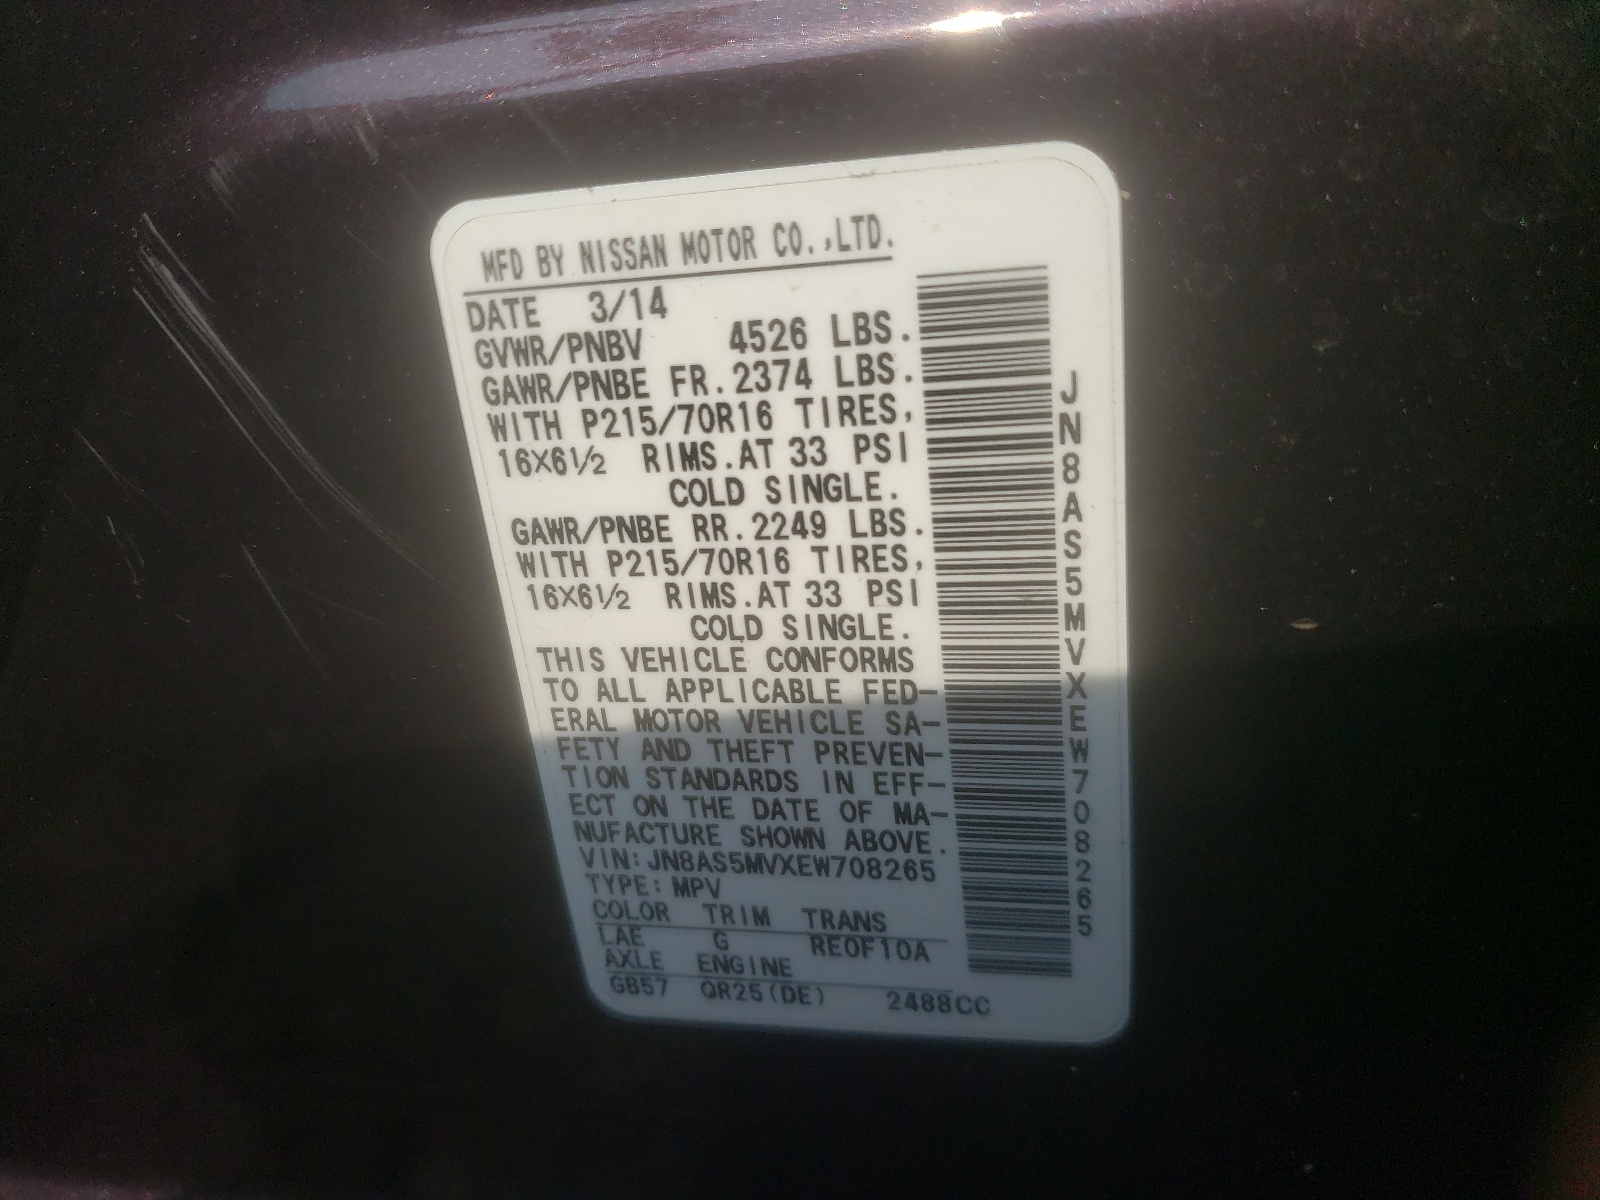 MFD BY NISSAN MOTOR CO.,LTD.
DATE 3/14
GVWR/PNBV 4526 LBS.
GAWR/PNBE FR.2374 LBS.
WITH P215/70R16 TIRES,
16X6½ RIMS.AT 33 PSI
COLD SINGLE.
GAWR/PNBE RR.2249 LBS.
WITH P215/70R16 TIRES,
16X6½ RIMS.AT 33 PSI
COLD SINGLE.
THIS VEHICLE CONFORMS
TO ALL APPLICABLE FED-
ERAL MOTOR VEHICLE SA-
FETY AND THEFT PREVEN-
TION STANDARDS IN EFF-
ECT ON THE DATE OF MA-
NUFACTURE SHOWN ABOVE.
VIN:JN8AS5MVXEW708265
TYPE:MPV
COLOR TRIM TRANS
LAE G RE0F10A
AXLE ENGINE
GB57 QR25(DE) 2488CC
JN8AS5MVXEW708265